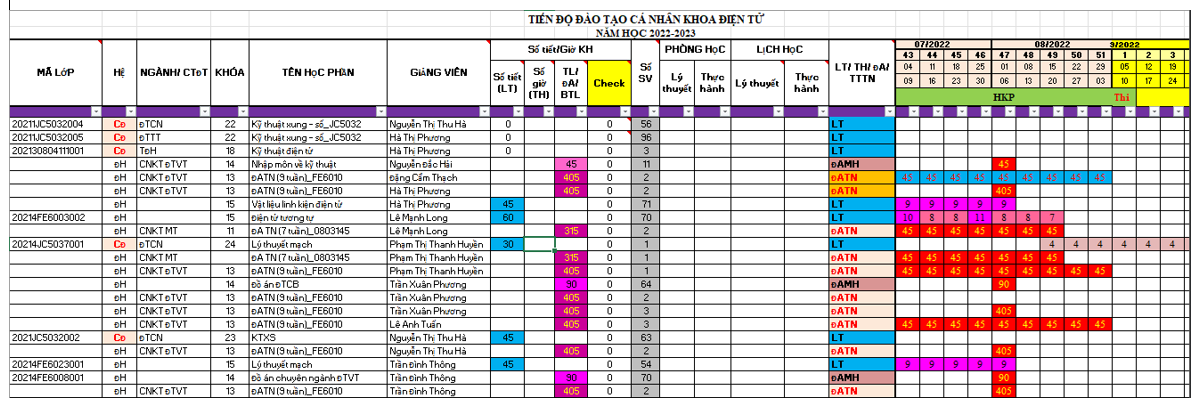 TIẾN ĐỘ ĐÀO TẠO CÁ NHÂN KHOA ĐIỆN TỬ
NĂM HỌC 2022-2023
MÃ LỚP Hệ NGÀNH/ CTĐT KHÓA TÊN HỌC PHẦN GIẢNG VIÊN Số tiết/Giờ KH Số SV PHÒNG HỌC LỊCH HỌC LT/ TH/ ĐA/ TTTN 07/2022 08/2022 9/2022
Số tiết (LT) Số giờ (TH) TL/ ĐA/ BTL Check Lý thuyết Thực hành Lý thuyết Thực hành
43 44 45 46 47 48 49 50 51 1 2 3
04 11 18 25 01 08 15 22 29 05 12 19
09 16 23 30 06 13 20 27 03 10 17 24
HKP Thi
2021JC5032004 CĐ ĐTCN 22 Kỹ thuật xung - số_JC5032 Nguyễn Thị Thu Hà 0 0 56 LT
2021JC5032005 CĐ ĐTTT 22 Kỹ thuật xung - số_JC5032 Hà Thị Phương 0 0 96 LT
202130804111001 CĐ TĐH 18 Kỹ thuật điện tử Hà Thị Phương 0 0 3 LT
ĐH CNKT ĐTVT 14 Nhập môn về kỹ thuật Nguyễn Đắc Hải 45 0 11 ĐAMH 45
ĐH CNKT ĐTVT 13 ĐATN (9 tuần)_FE6010 Đặng Cẩm Thạch 405 0 2 ĐATN 45 45 45 45 45 45 45 45 45
ĐH CNKT ĐTVT 13 ĐATN (9 tuần)_FE6010 Hà Thị Phương 405 0 2 ĐATN 405
ĐH 15 Vật liệu linh kiện điện tử Hà Thị Phương 45 0 71 LT 9 9 9 9 9
20214FE6003002 ĐH 15 Điện tử tương tự Lê Mạnh Long 60 0 70 LT 10 8 8 11 8 8 7
ĐH CNKT MT 11 ĐA TN (7 tuần)_0803145 Lê Mạnh Long 315 0 2 ĐATN 45 45 45 45 45 45 45
20214JC5037001 CĐ ĐTCN 24 Lý thuyết mạch Phạm Thị Thanh Huyền 30 0 1 LT 4 4 4 4 4 4
ĐH CNKT MT ĐA TN (7 tuần)_0803145 Phạm Thị Thanh Huyền 315 0 1 ĐATN 45 45 45 45 45 45 45
ĐH CNKT ĐTVT 13 ĐATN (9 tuần)_FE6010 Phạm Thị Thanh Huyền 405 0 1 ĐATN 45 45 45 45 45 45 45 45 45
ĐH 14 Đồ án ĐTCB Trần Xuân Phương 90 0 64 ĐAMH 90
ĐH CNKT ĐTVT 13 ĐATN (9 tuần)_FE6010 Trần Xuân Phương 405 0 2 ĐATN
ĐH CNKT ĐTVT 13 ĐATN (9 tuần)_FE6010 Trần Xuân Phương 405 0 3 ĐATN 405
ĐH CNKT ĐTVT 13 ĐATN (9 tuần)_FE6010 Lê Anh Tuấn 405 0 3 ĐATN 45 45 45 45 45 45 45 45 45
2021JC5032002 CĐ ĐTCN 23 KTXS Nguyễn Thị Thu Hà 45 0 63 LT
ĐH CNKT ĐTVT 13 ĐATN (9 tuần)_FE6010 Nguyễn Thị Thu Hà 405 0 2 ĐATN 405
20214FE6023001 ĐH 15 Lý thuyết mạch Trần Đình Thông 45 0 54 LT 9 9 9 9 9
20214FE6008001 ĐH 14 Đồ án chuyên ngành ĐTVT Trần Đình Thông 90 0 70 ĐAMH 90
ĐH CNKT ĐTVT 13 ĐATN (9 tuần)_FE6010 Trần Đình Thông 405 0 2 ĐATN 405